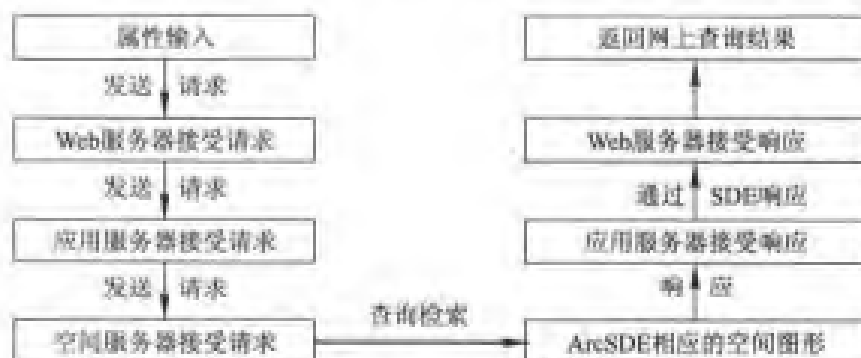 属性输入
发送 请求
Web服务器接受请求
发送 请求
应用服务器接受请求
发送 请求
空间服务器接受请求
查询检索
ArcSDE相应的空间图形
响 应
应用服务器接受响应
通过 SDE响应
Web服务器接受响应
返回网上查询结果